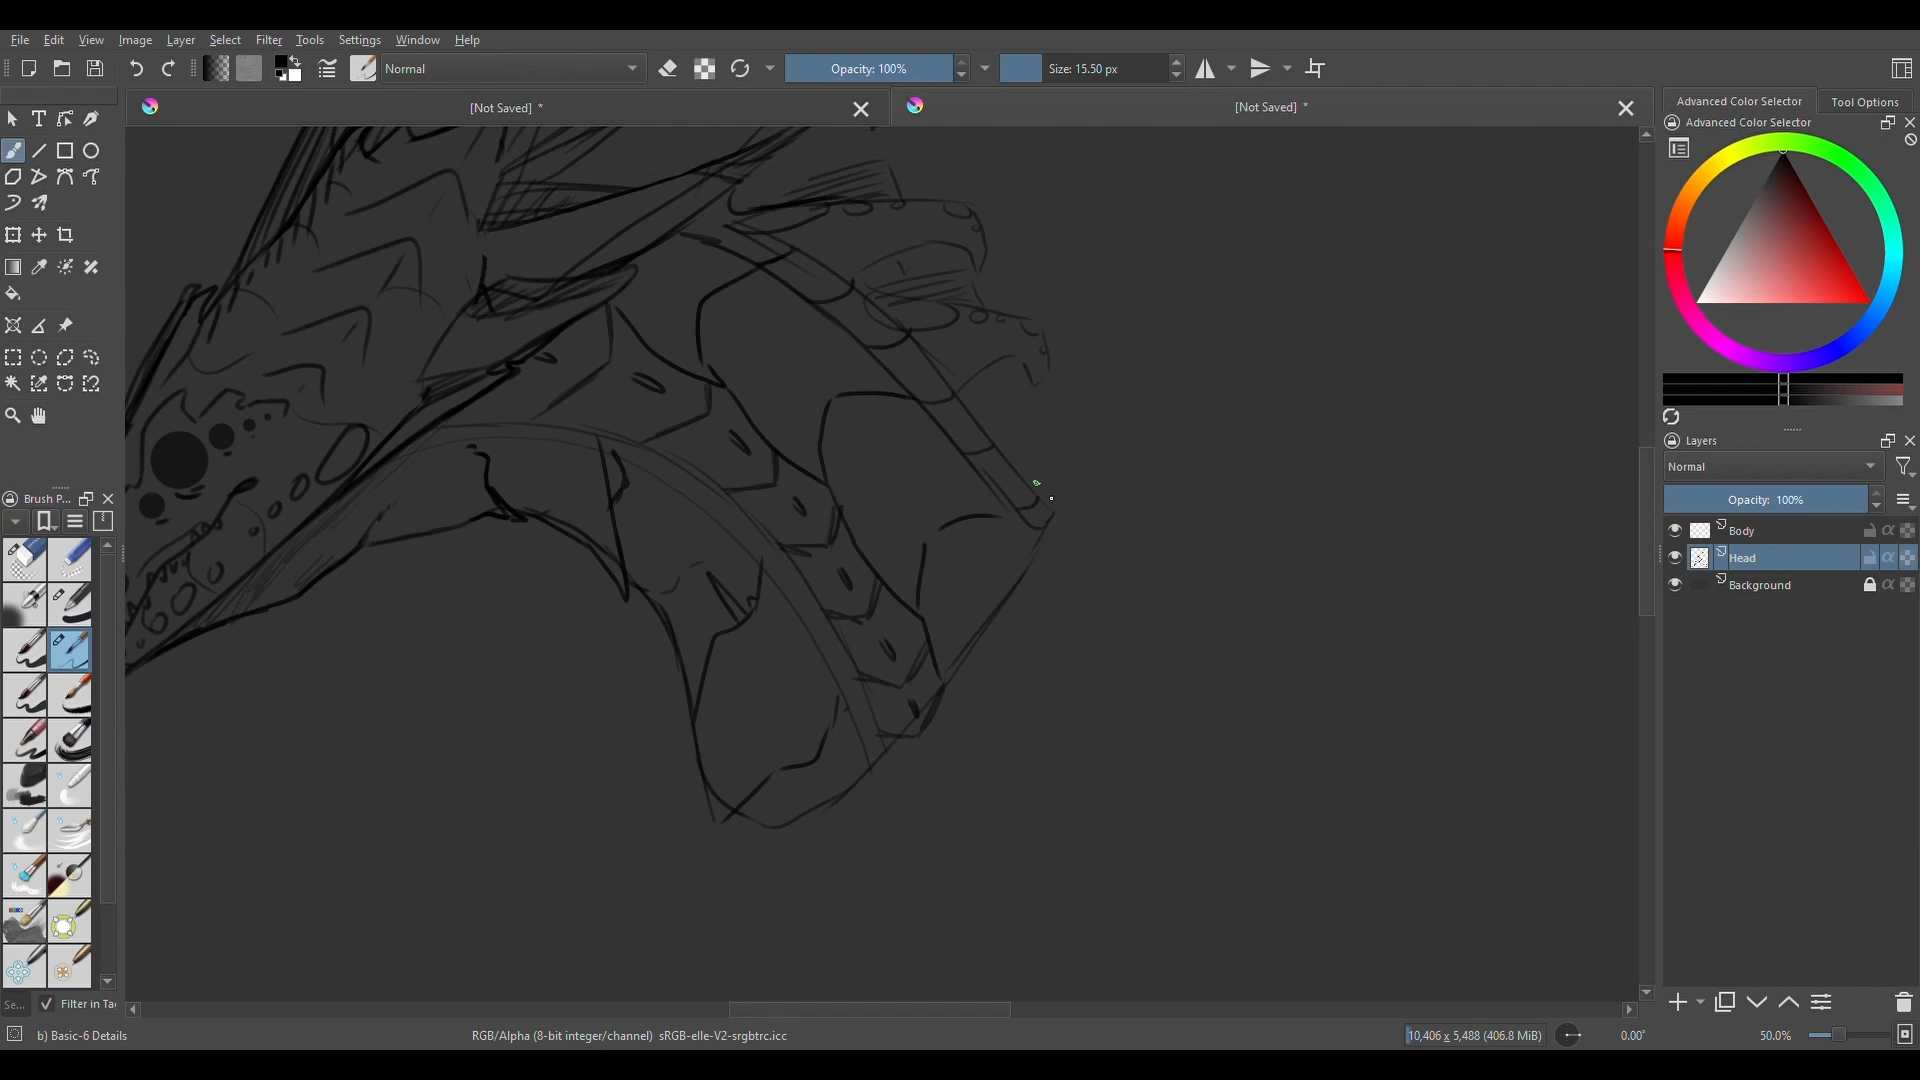 File Edit View Image Layer Select Filter Tools Settings Window Help
Normal Opacity: 100% Size: 15.50 px
[Not Saved] * [Not Saved] *
Advanced Color Selector Tool Options
Advanced Color Selector
Layers
Normal
Opacity: 100%
Body
Head
Background
Brush P...
Se... Filter in Ta
b) Basic-6 Details RGB/Alpha (8-bit integer/channel) sRGB-elle-V2-srgbtrc.icc 10,406 x 5,488 (406.8 MiB) 0.00° 50.0%